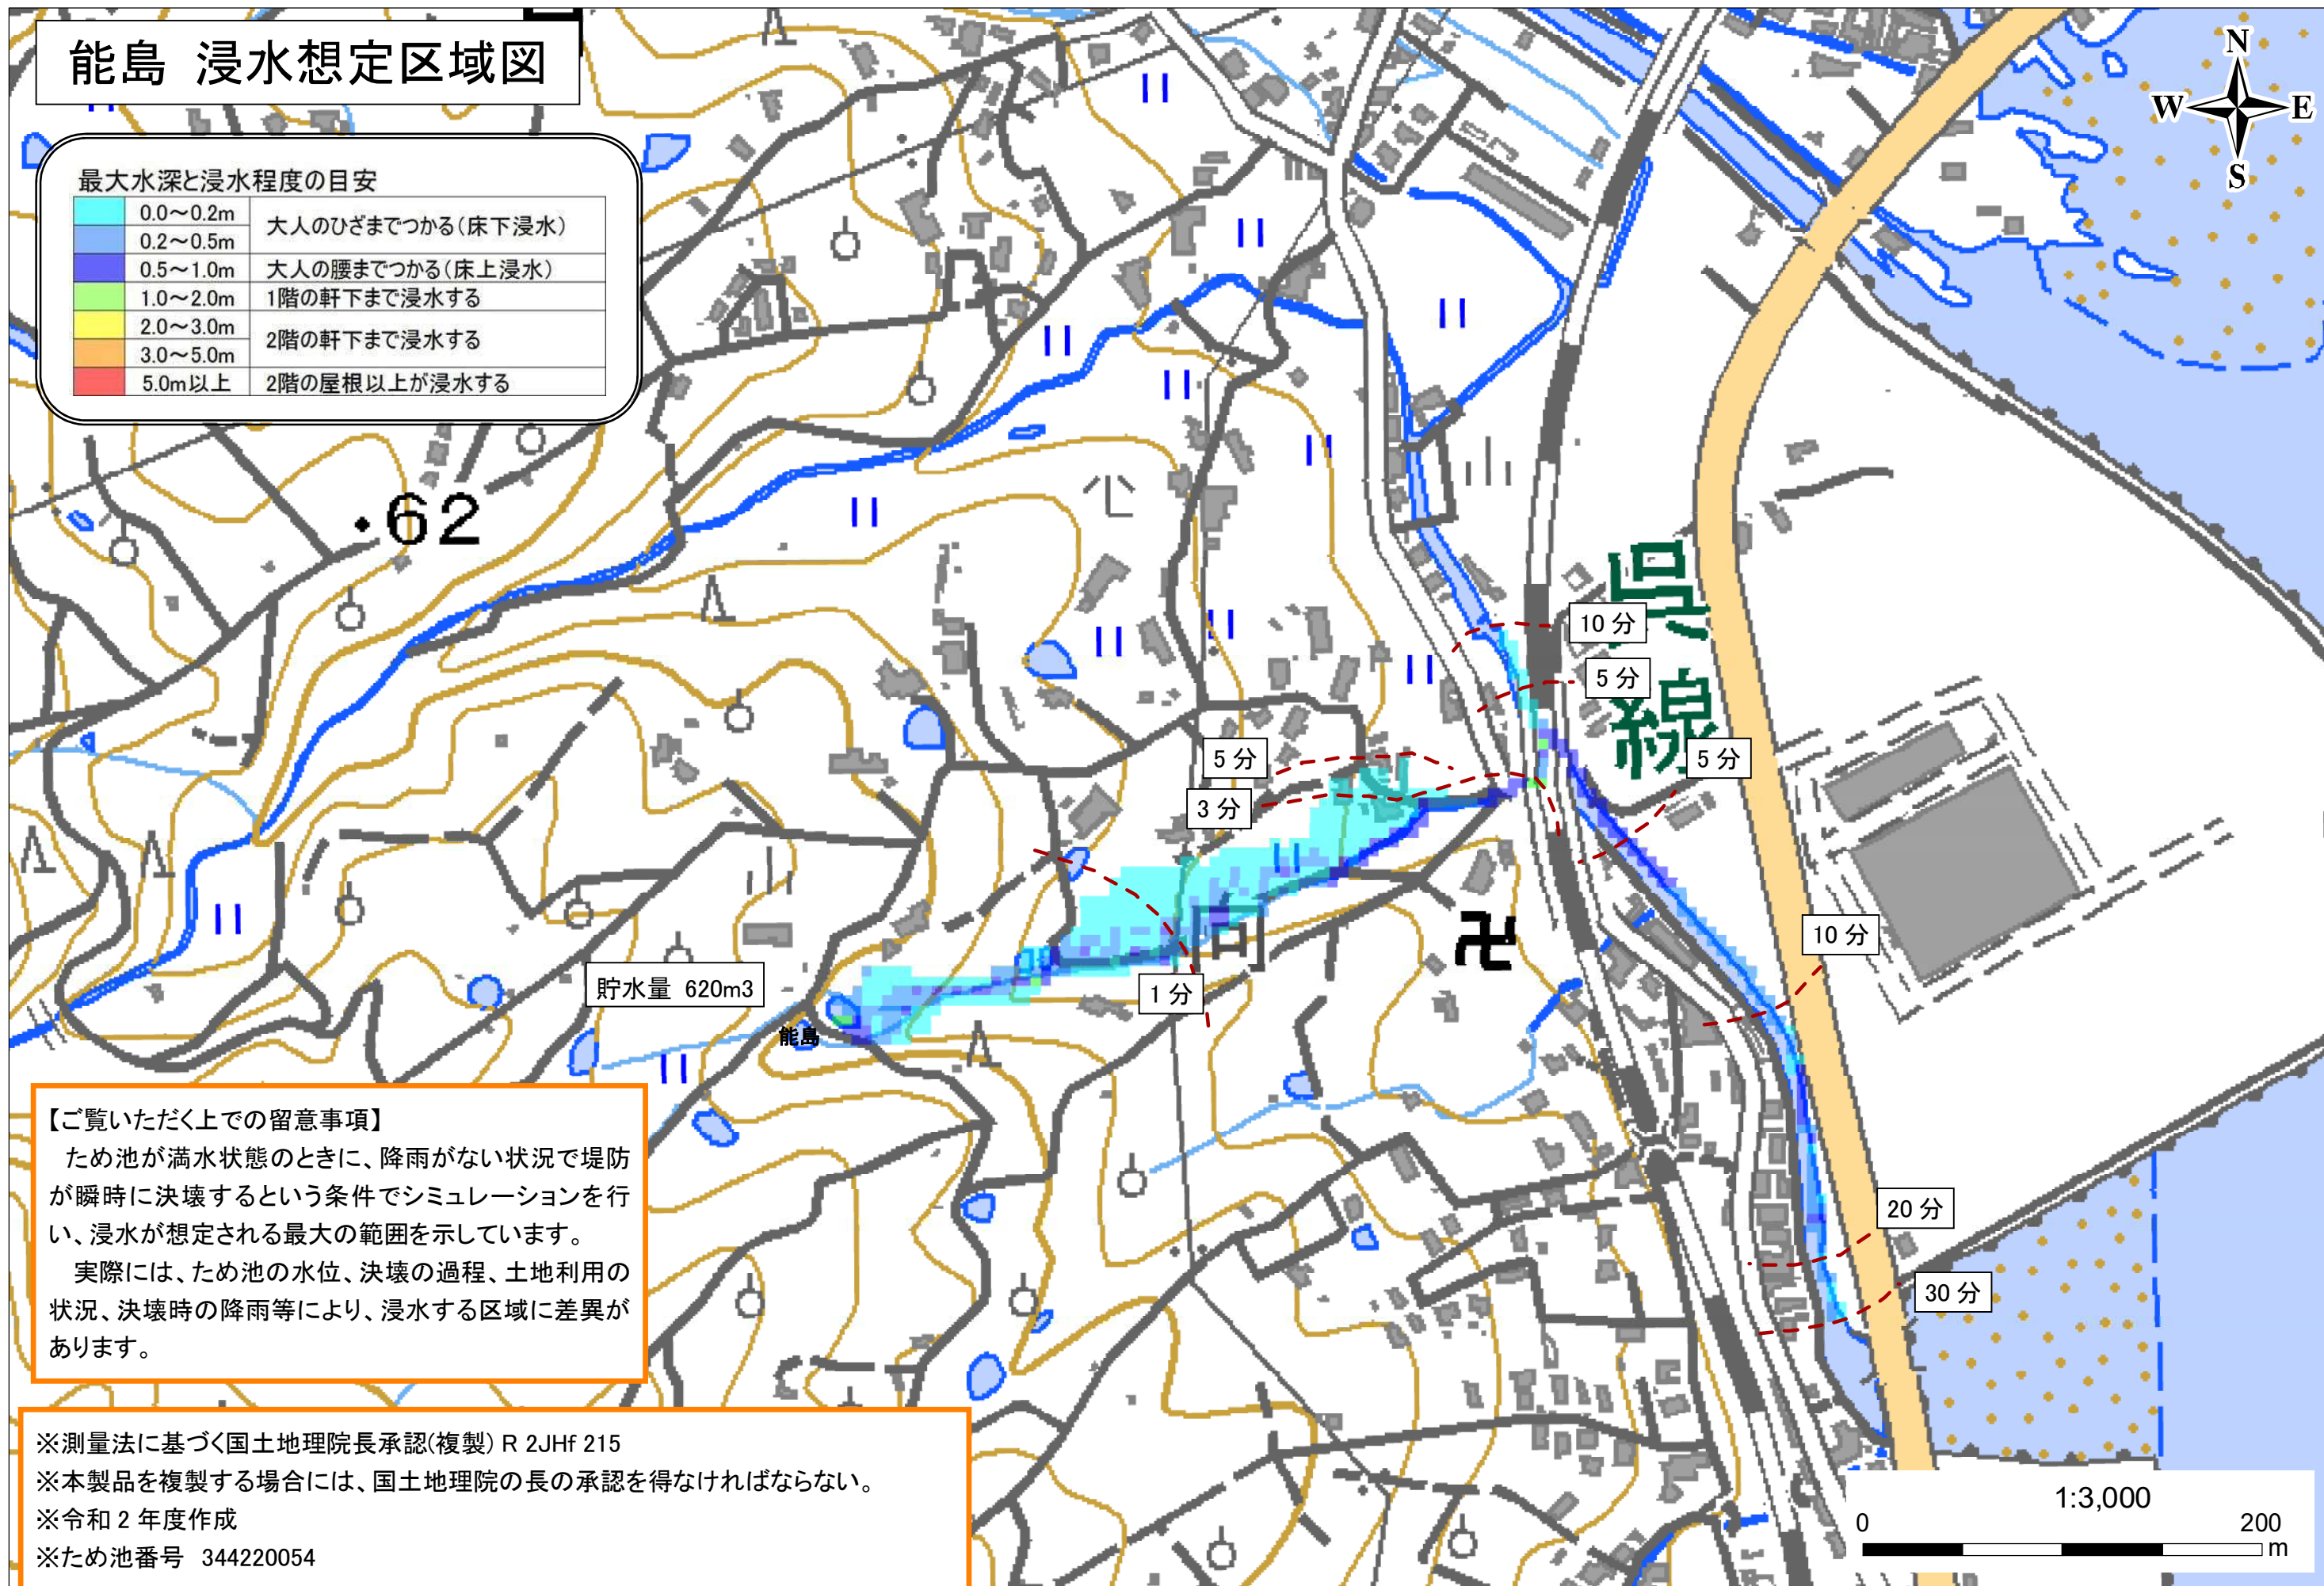 能島 浸水想定区域図
N
W E
S
最大水深と浸水程度の目安
0.0～0.2m
大人のひざまでつかる(床下浸水)
0.2～0.5m
0.5～1.0m 大人の腰までつかる(床上浸水)
1.0～2.0m 1階の軒下まで浸水する
2.0～3.0m
2階の軒下まで浸水する
3.0～5.0m
5.0m以上 2階の屋根以上が浸水する
62
呉線
10 分
5 分
5 分
5 分
3 分
10 分
貯水量 620m3
1 分
能島
向
20 分
30 分
【ご覧いただく上での留意事項】
ため池が満水状態のときに、降雨がない状況で堤防
が瞬時に決壊するという条件でシミュレーションを行
い、浸水が想定される最大の範囲を示しています。
実際には、ため池の水位、決壊の過程、土地利用の
状況、決壊時の降雨等により、浸水する区域に差異が
あります。
※測量法に基づく国土地理院長承認(複製) R 2JHf 215
※本製品を複製する場合には、国土地理院の長の承認を得なければならない。
※令和 2 年度作成
※ため池番号 344220054
1:3,000
0 200
m